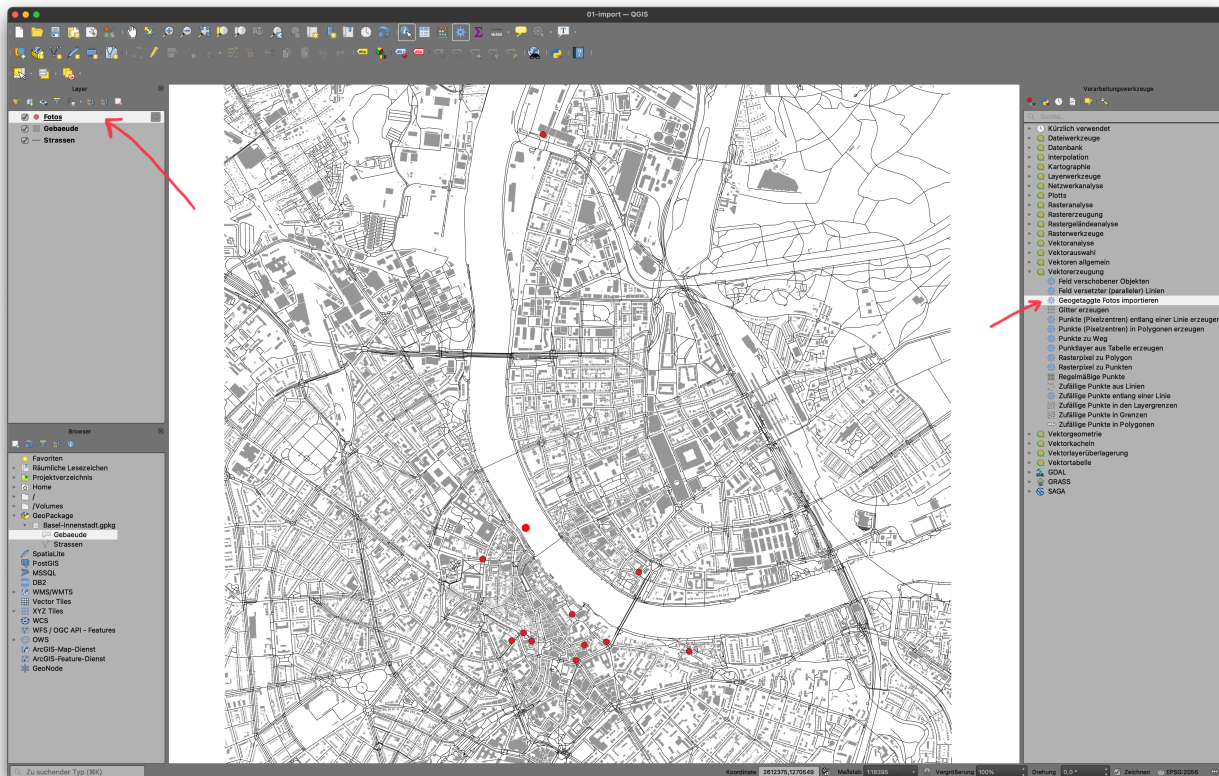 01-import — QGIS
Layer
Fotos
Gebaeude
Strassen
Browser
Favoriten
Räumliche Lesezeichen
Projektverzeichnis
Home
/
/Volumes
GeoPackage
Basel-Innenstadt.gpkg
Gebaeude
Strassen
SpatiaLite
PostGIS
MSSQL
DB2
WMS/WMTS
Vector Tiles
XYZ Tiles
WCS
WFS / OGC API - Features
OWS
ArcGIS-Map-Dienst
ArcGIS-Feature-Dienst
GeoNode
Verarbeitungswerkzeuge
Suche...
Kürzlich verwendet
Dateiwerkzeuge
Datenbank
Interpolation
Kartographie
Layerwerkzeuge
Netzwerkanalyse
Plotts
Rasteranalyse
Rastererzeugung
Rastergeländeanalyse
Rasterwerkzeuge
Vektoranalyse
Vektorauswahl
Vektoren allgemein
Vektorerzeugung
Feld verschobener Objekten
Feld versetzter (paralleler) Linien
Geogetaggte Fotos importieren
Gitter erzeugen
Punkte (Pixelzentren) entlang einer Linie erzeugen
Punkte (Pixelzentren) in Polygonen erzeugen
Punkte zu Weg
Punktlayer aus Tabelle erzeugen
Rasterpixel zu Polygon
Rasterpixel zu Punkten
Regelmäßige Punkte
Zufällige Punkte aus Linien
Zufällige Punkte entlang einer Linie
Zufällige Punkte in den Layergrenzen
Zufällige Punkte in Grenzen
Zufällige Punkte in Polygonen
Vektorgeometrie
Vektorkacheln
Vektorlayerüberlagerung
Vektortabelle
GDAL
GRASS
SAGA
Zu suchender Typ (⌘K)
Koordinate 2612375,1270549 Maßstab 1:18395 Vergrößerung 100% Drehung 0,0 ° Zeichnen EPSG:2056